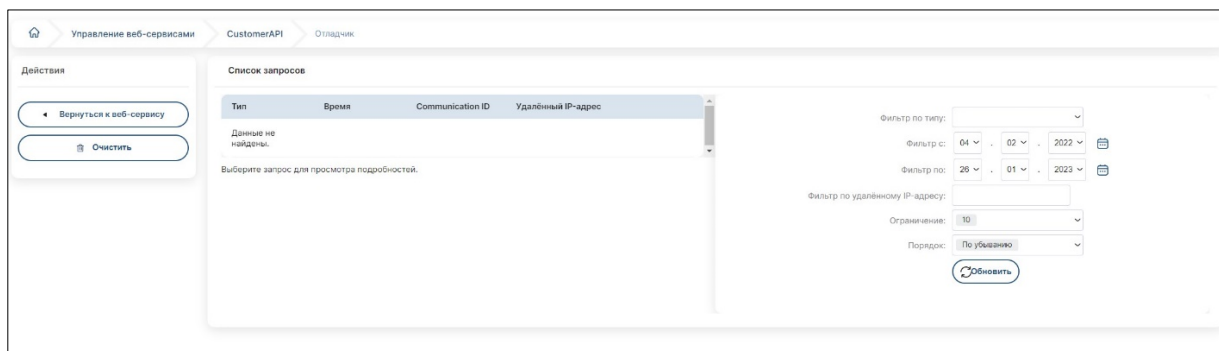 Управление веб-сервисами CustomerAPI Отладчик
Действия
Вернуться к веб-сервису
Очистить
Список запросов
Тип Время Communication ID Удалённый IP-адрес
Данные не
найдены.
Выберите запрос для просмотра подробностей.
Фильтр по типу:
Фильтр с: 04 . 02 . 2022
Фильтр по: 26 . 01 . 2023
Фильтр по удалённому IP-адресу:
Ограничение: 10
Порядок: По убыванию
Обновить